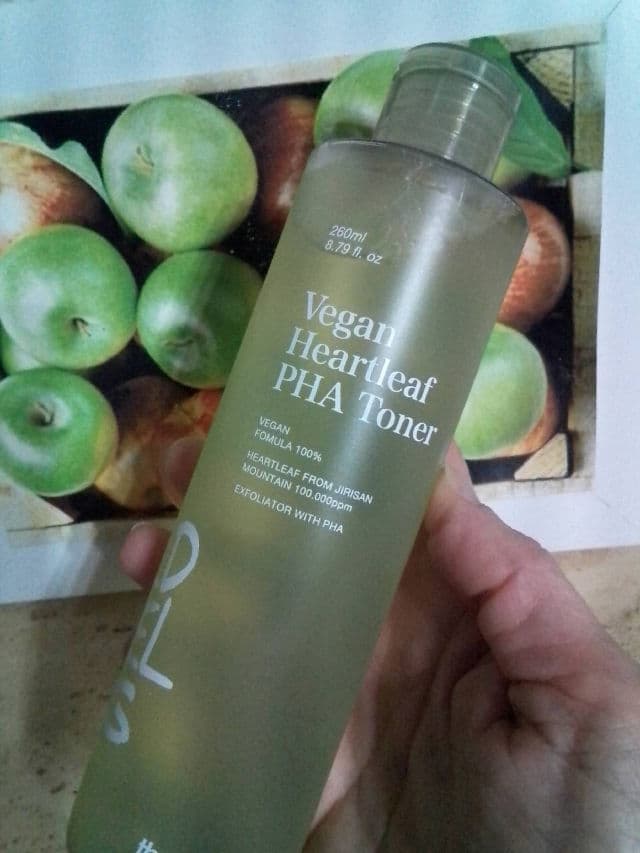 260ml
8.79 fl. oz
Vegan
Heartleaf
PHA Toner
VEGAN
FOMULA 100%
HEARTLEAF FROM JIRISAN
MOUNTAIN 100,000ppm
EXFOLIATOR WITH PHA